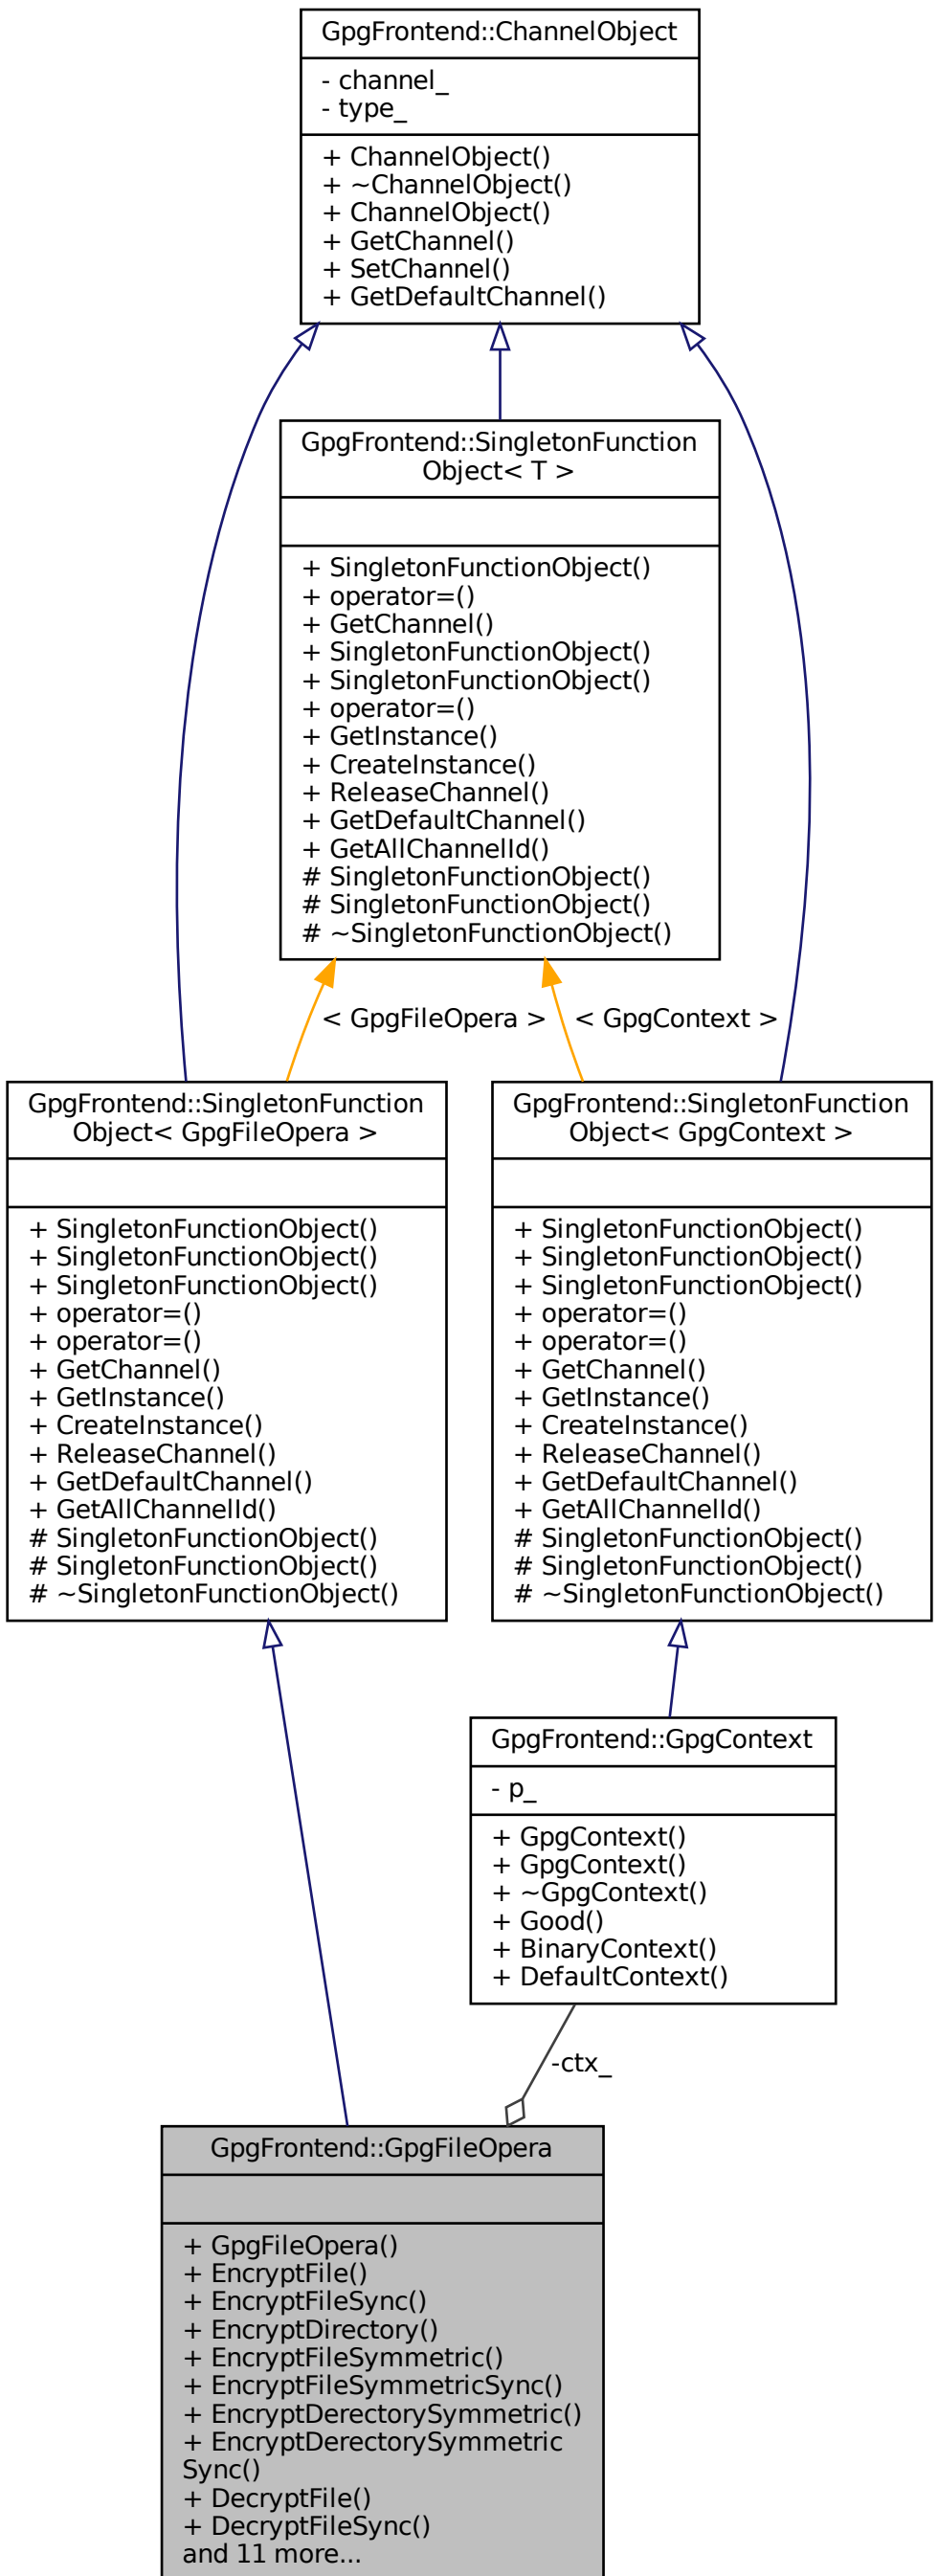 GpgFrontend::ChannelObject
- channel_
- type_
+ ChannelObject()
+ ~ChannelObject()
+ ChannelObject()
+ GetChannel()
+ SetChannel()
+ GetDefaultChannel()
GpgFrontend::SingletonFunction
Object< T >
+ SingletonFunctionObject()
+ operator=()
+ GetChannel()
+ SingletonFunctionObject()
+ SingletonFunctionObject()
+ operator=()
+ GetInstance()
+ CreateInstance()
+ ReleaseChannel()
+ GetDefaultChannel()
+ GetAllChannelId()
# SingletonFunctionObject()
# SingletonFunctionObject()
# ~SingletonFunctionObject()
< GpgFileOpera >
< GpgContext >
GpgFrontend::SingletonFunction
Object< GpgFileOpera >
+ SingletonFunctionObject()
+ SingletonFunctionObject()
+ SingletonFunctionObject()
+ operator=()
+ operator=()
+ GetChannel()
+ GetInstance()
+ CreateInstance()
+ ReleaseChannel()
+ GetDefaultChannel()
+ GetAllChannelId()
# SingletonFunctionObject()
# SingletonFunctionObject()
# ~SingletonFunctionObject()
GpgFrontend::SingletonFunction
Object< GpgContext >
+ SingletonFunctionObject()
+ SingletonFunctionObject()
+ SingletonFunctionObject()
+ operator=()
+ operator=()
+ GetChannel()
+ GetInstance()
+ CreateInstance()
+ ReleaseChannel()
+ GetDefaultChannel()
+ GetAllChannelId()
# SingletonFunctionObject()
# SingletonFunctionObject()
# ~SingletonFunctionObject()
GpgFrontend::GpgContext
- p_
+ GpgContext()
+ GpgContext()
+ ~GpgContext()
+ Good()
+ BinaryContext()
+ DefaultContext()
-ctx_
GpgFrontend::GpgFileOpera
+ GpgFileOpera()
+ EncryptFile()
+ EncryptFileSync()
+ EncryptDirectory()
+ EncryptFileSymmetric()
+ EncryptFileSymmetricSync()
+ EncryptDerectorySymmetric()
+ EncryptDerectorySymmetric
Sync()
+ DecryptFile()
+ DecryptFileSync()
and 11 more...